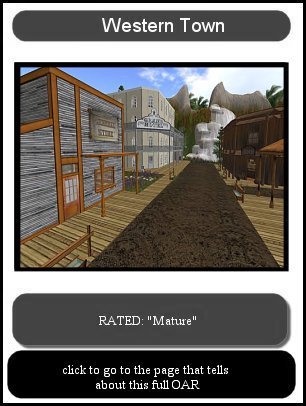 Western Town
RATED: "Mature"
click to go to the page that tells
about this full OAR